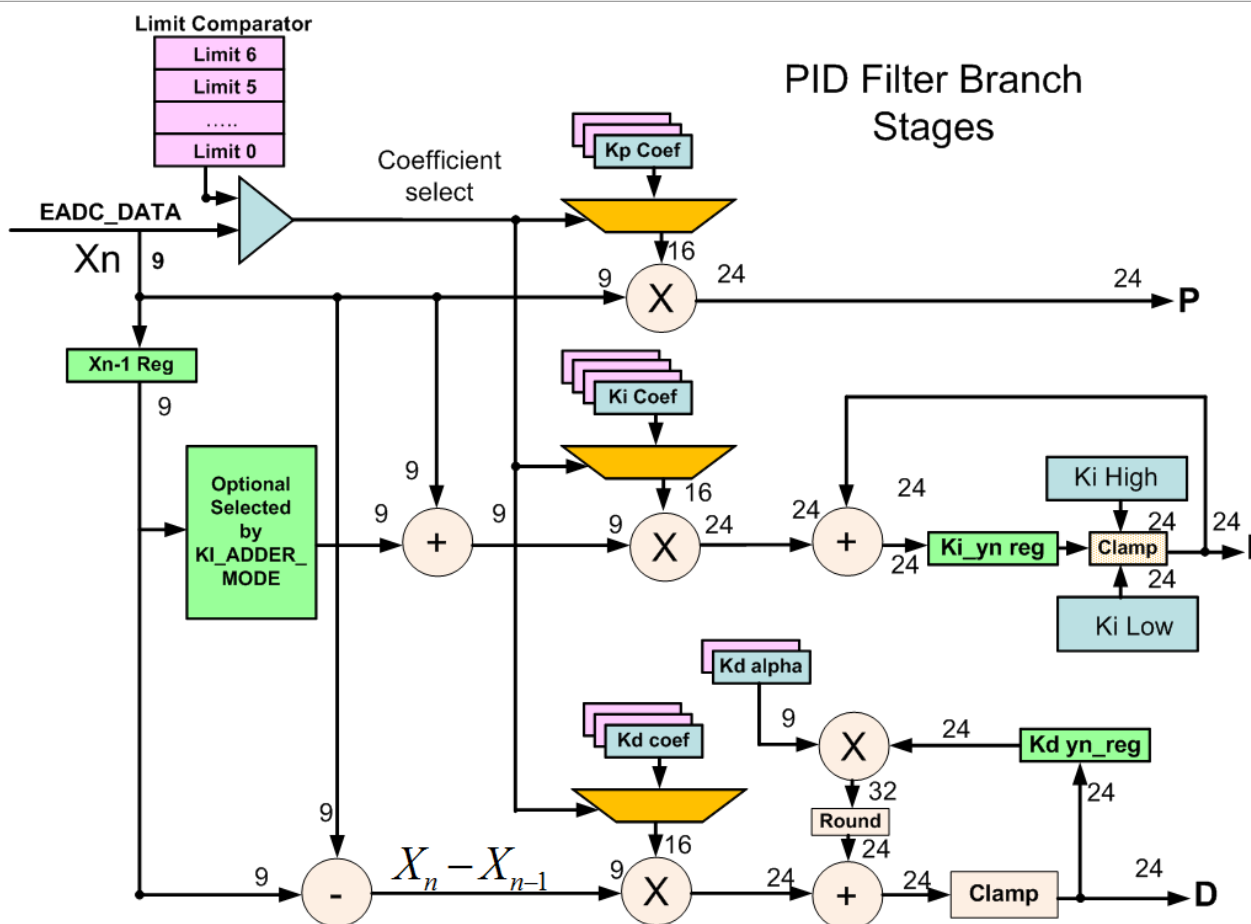 Limit Comparator
Limit 6
Limit 5
.....
Limit 0
PID Filter Branch
Stages
Kp Coef
Coefficient
select
EADC_DATA
Xn
9
16
9
X
24
24
P
Xn-1 Reg
9
Ki Coef
Optional
Selected
by
KI_ADDER_
MODE
9
9
+
9
16
9
X
24
24
+
24
24
Ki_yn reg
Ki High
24
Clamp
24
24
I
Ki Low
Kd alpha
9
X
24
Kd yn_reg
24
32
Round
24
Kd coef
16
9
9
-
Xn − Xn−1
9
X
24
+
24
Clamp
24
D